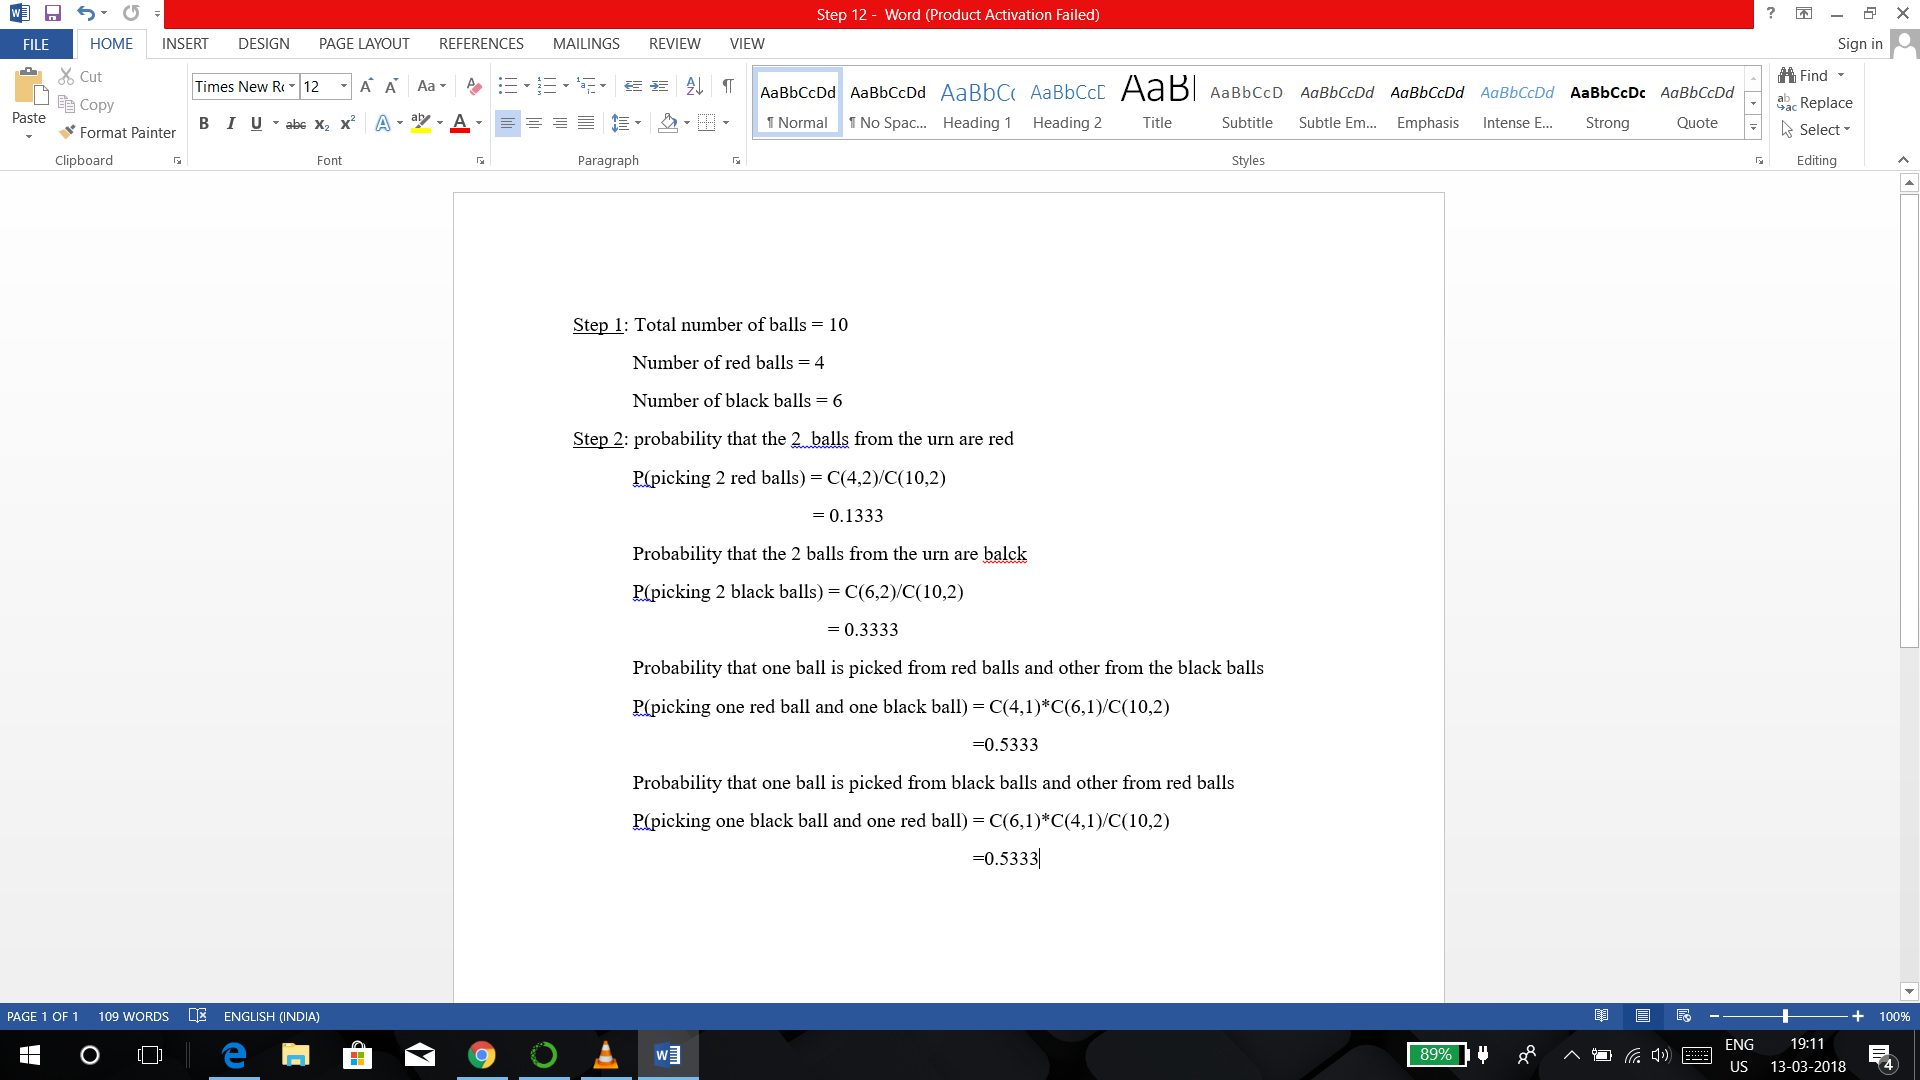 Step 12 - Word (Product Activation Failed)
FILE HOME INSERT DESIGN PAGE LAYOUT REFERENCES MAILINGS REVIEW VIEW Sign in
Paste Cut Copy Format Painter
Times New Ro 12
AaBbCcDd AaBbCcDd AaBbCc AaBbCcD AaBl AaBbCcD AaBbCcDd AaBbCcDd AaBbCcDd AaBbCcDc AaBbCcDd
¶ Normal ¶ No Spac... Heading 1 Heading 2 Title Subtitle Subtle Em... Emphasis Intense E... Strong Quote
Find Replace Select
Clipboard Font Paragraph Styles Editing
Step 1: Total number of balls = 10
Number of red balls = 4
Number of black balls = 6
Step 2: probability that the 2 balls from the urn are red
P(picking 2 red balls) = C(4,2)/C(10,2)
= 0.1333
Probability that the 2 balls from the urn are balck
P(picking 2 black balls) = C(6,2)/C(10,2)
= 0.3333
Probability that one ball is picked from red balls and other from the black balls
P(picking one red ball and one black ball) = C(4,1)*C(6,1)/C(10,2)
=0.5333
Probability that one ball is picked from black balls and other from red balls
P(picking one black ball and one red ball) = C(6,1)*C(4,1)/C(10,2)
=0.5333
PAGE 1 OF 1 109 WORDS ENGLISH (INDIA) 100%
89% ENG 19:11
US 13-03-2018 4